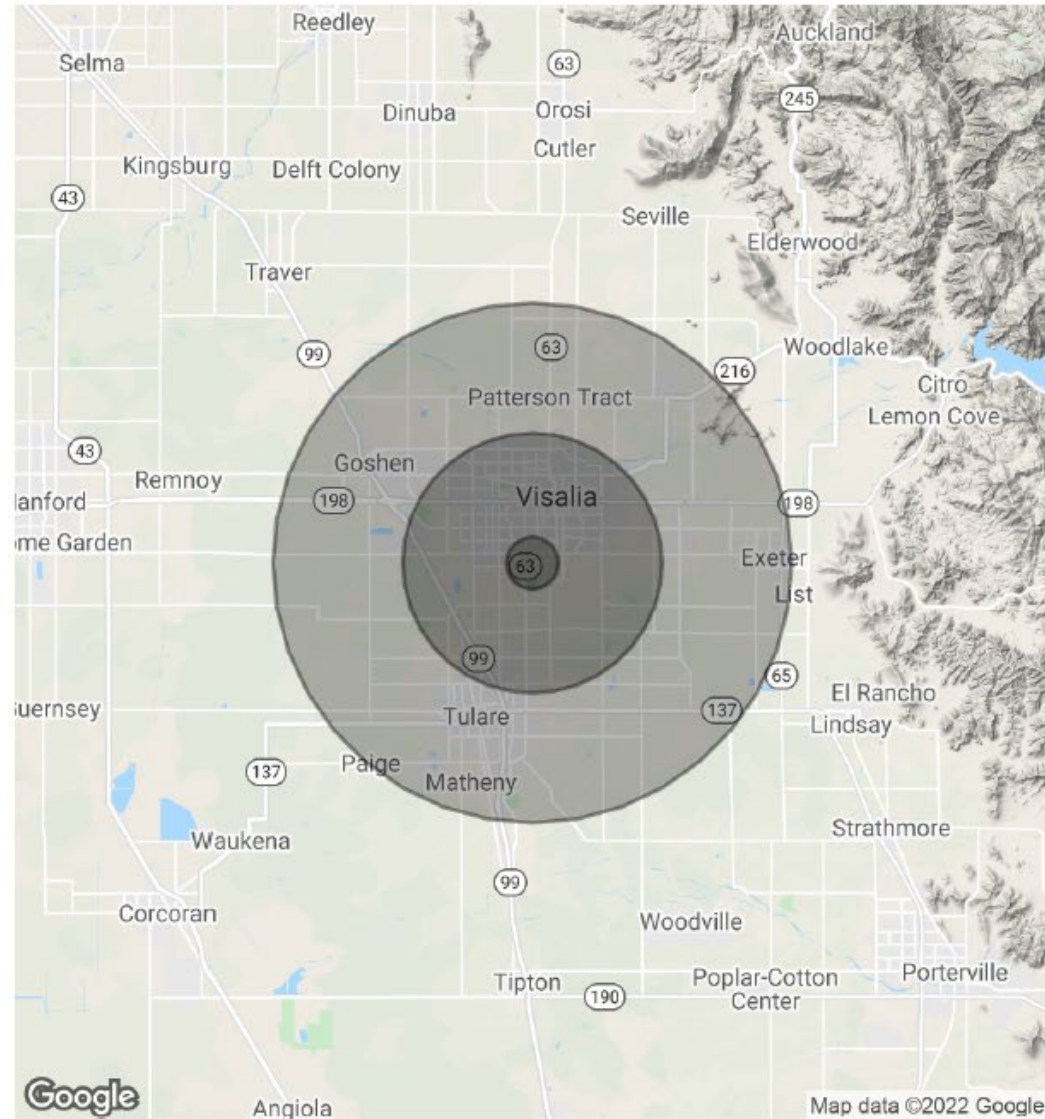 Reedley
Auckland
Selma
63
245
Dinuba
Orosi
Cutler
Kingsburg
Delft Colony
43
Seville
Elderwood
Traver
99
63
Woodlake
216
Citro
Patterson Tract
Lemon Cove
43
Goshen
Remnoy
198
Visalia
198
lanford
ome Garden
63
Exeter
List
99
65
El Rancho
Guernsey
Tulare
137
Lindsay
137
Paige
Matheny
Waukena
Strathmore
99
Corcoran
Woodville
Tipton
190
Poplar-Cotton
Center
Porterville
Google
Angiola
Map data ©2022 Google